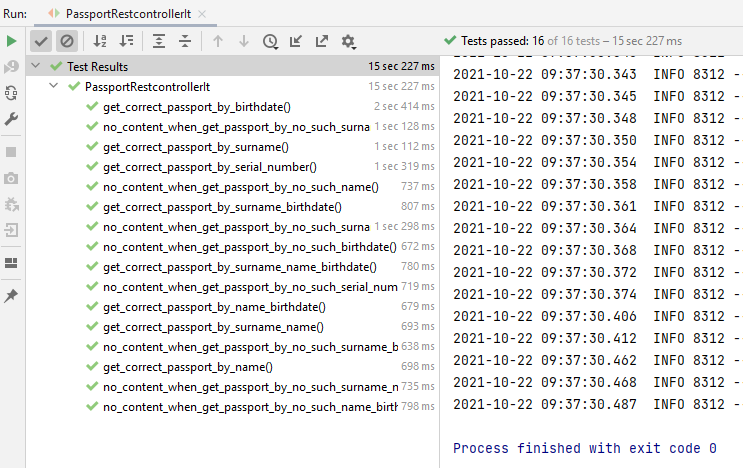 Run: PassportRestcontrollerIt
Tests passed: 16 of 16 tests – 15 sec 227 ms
Test Results 15 sec 227 ms
PassportRestcontrollerIt 15 sec 227 ms
get_correct_passport_by_birthdate() 2 sec 414 ms
no_content_when_get_passport_by_no_such_surna 1 sec 128 ms
get_correct_passport_by_surname() 1 sec 112 ms
get_correct_passport_by_serial_number() 1 sec 319 ms
no_content_when_get_passport_by_no_such_name() 737 ms
get_correct_passport_by_surname_birthdate() 807 ms
no_content_when_get_passport_by_no_such_surna 1 sec 298 ms
no_content_when_get_passport_by_no_such_birthdate() 672 ms
get_correct_passport_by_surname_name_birthdate() 780 ms
no_content_when_get_passport_by_no_such_serial_num 719 ms
get_correct_passport_by_name_birthdate() 679 ms
get_correct_passport_by_surname_name() 693 ms
no_content_when_get_passport_by_no_such_surname_b 638 ms
get_correct_passport_by_name() 698 ms
no_content_when_get_passport_by_no_such_surname_n 735 ms
no_content_when_get_passport_by_no_such_name_birth 798 ms
2021-10-22 09:37:30.343 INFO 8312 --
2021-10-22 09:37:30.345 INFO 8312 --
2021-10-22 09:37:30.348 INFO 8312 --
2021-10-22 09:37:30.350 INFO 8312 --
2021-10-22 09:37:30.354 INFO 8312 --
2021-10-22 09:37:30.358 INFO 8312 --
2021-10-22 09:37:30.361 INFO 8312 --
2021-10-22 09:37:30.364 INFO 8312 --
2021-10-22 09:37:30.368 INFO 8312 --
2021-10-22 09:37:30.372 INFO 8312 --
2021-10-22 09:37:30.374 INFO 8312 --
2021-10-22 09:37:30.406 INFO 8312 --
2021-10-22 09:37:30.412 INFO 8312 --
2021-10-22 09:37:30.462 INFO 8312 --
2021-10-22 09:37:30.468 INFO 8312 --
2021-10-22 09:37:30.487 INFO 8312 --
Process finished with exit code 0